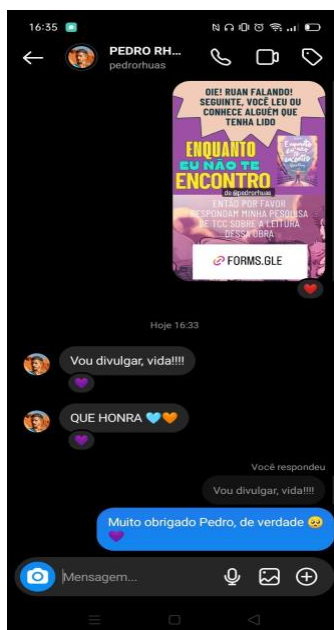 16:35
PEDRO RH...
pedrorhuas
OIE! RUAN FALANDO!
SEGUINTE, VOCÊ LEU OU
CONHECE ALGUÉM QUE
TENHA LIDO
ENQUANTO
EU NÃO TE
ENCONTRO
de @pedrorhuas
ENTÃO POR FAVOR
RESPONDAM MINHA PESQUISA
DE TCC SOBRE A LEITURA
DESSA OBRA
FORMS.GLE
Hoje 16:33
Vou divulgar, vida!!!!
QUE HONRA 🩵🧡
Você respondeu
Vou divulgar, vida!!!!
Muito obrigado Pedro, de verdade 🥹
💜
Mensagem...